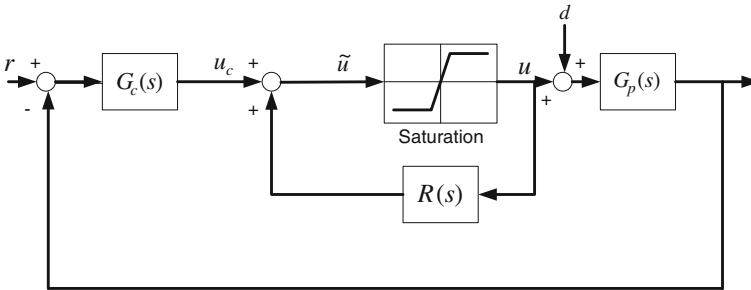 d
r + G_c(s) u_c + ũ u + G_p(s)
- + +
Saturation
R(s)